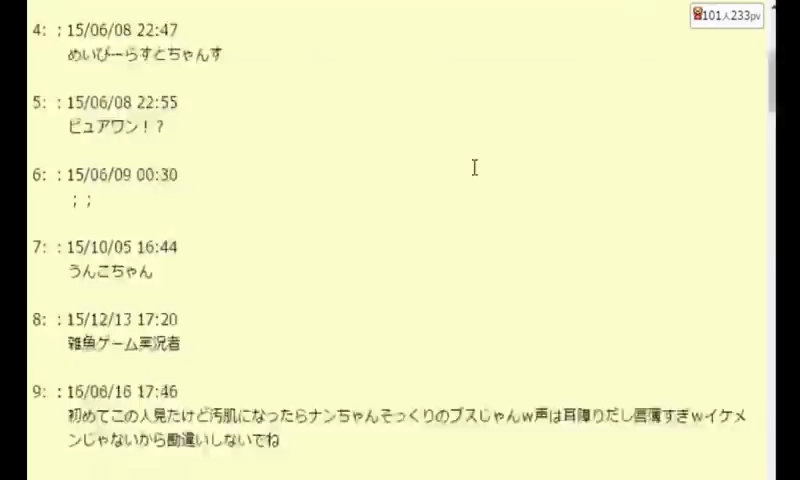 101人233pv
4: : 15/06/08 22:47
めいびーらすとちゃんす
5: : 15/06/08 22:55
ピュアワン！？
6: : 15/06/09 00:30
；；
7: : 15/10/05 16:44
うんこちゃん
8: : 15/12/13 17:20
雑魚ゲーム実況者
9: : 16/06/16 17:46
初めてこの人見たけど汚肌になったらナンちゃんそっくりのブスじゃんｗ声は耳障りだし唇薄すぎｗイケメ
ンじゃないから勘違いしないでね